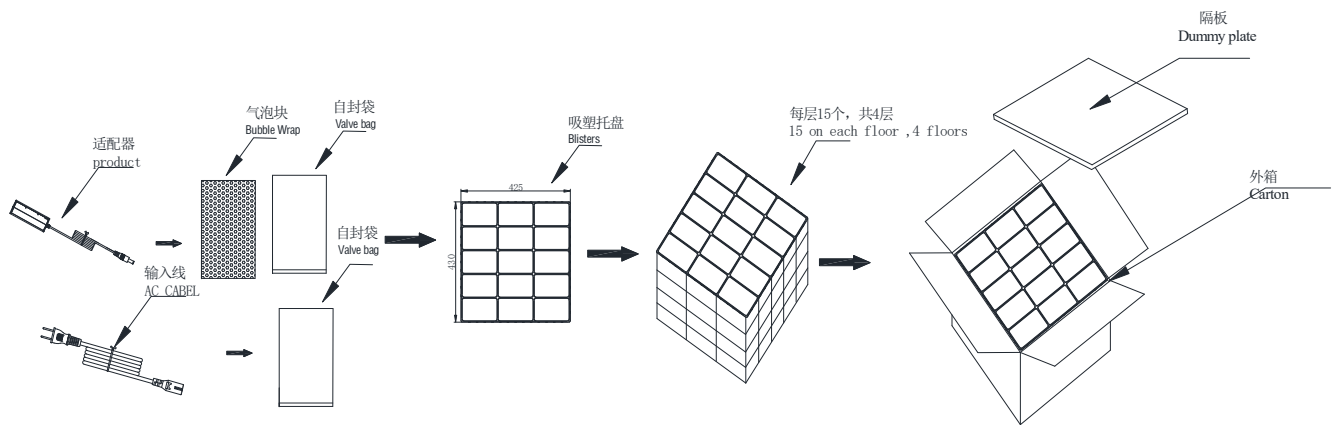 适配器
product
输入线
AC CABEL
气泡块
Bubble Wrap
自封袋
Valve bag
自封袋
Valve bag
吸塑托盘
Blisters
425
430
每层15个，共4层
15 on each floor ,4 floors
隔板
Dummy plate
外箱
Carton